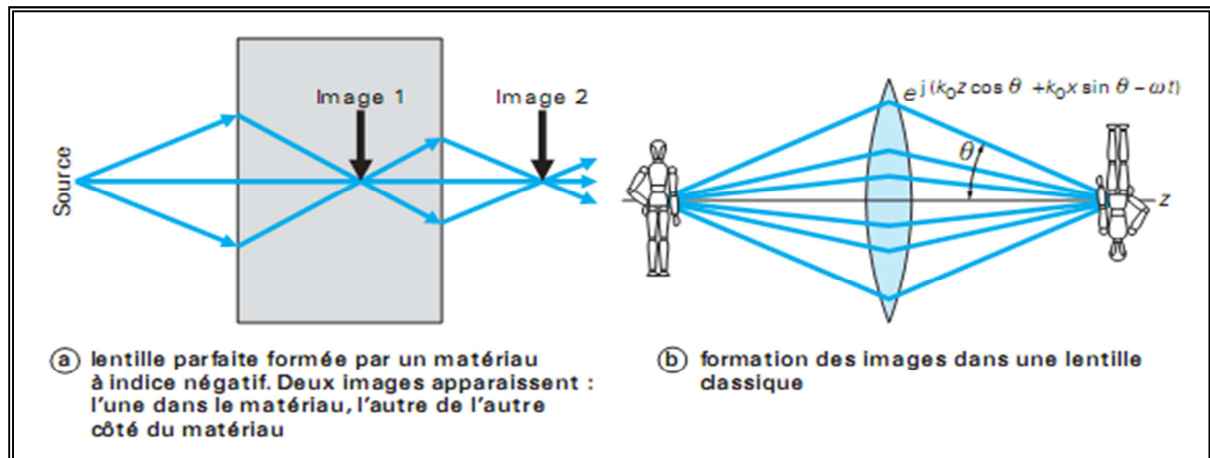 Source
Image 1
Image 2
ⓐ lentille parfaite formée par un matériau
à indice négatif. Deux images apparaissent :
l'une dans le matériau, l'autre de l'autre
côté du matériau
e^j(k₀z cos θ + k₀x sin θ – ωt)
θ
z
ⓑ formation des images dans une lentille
classique